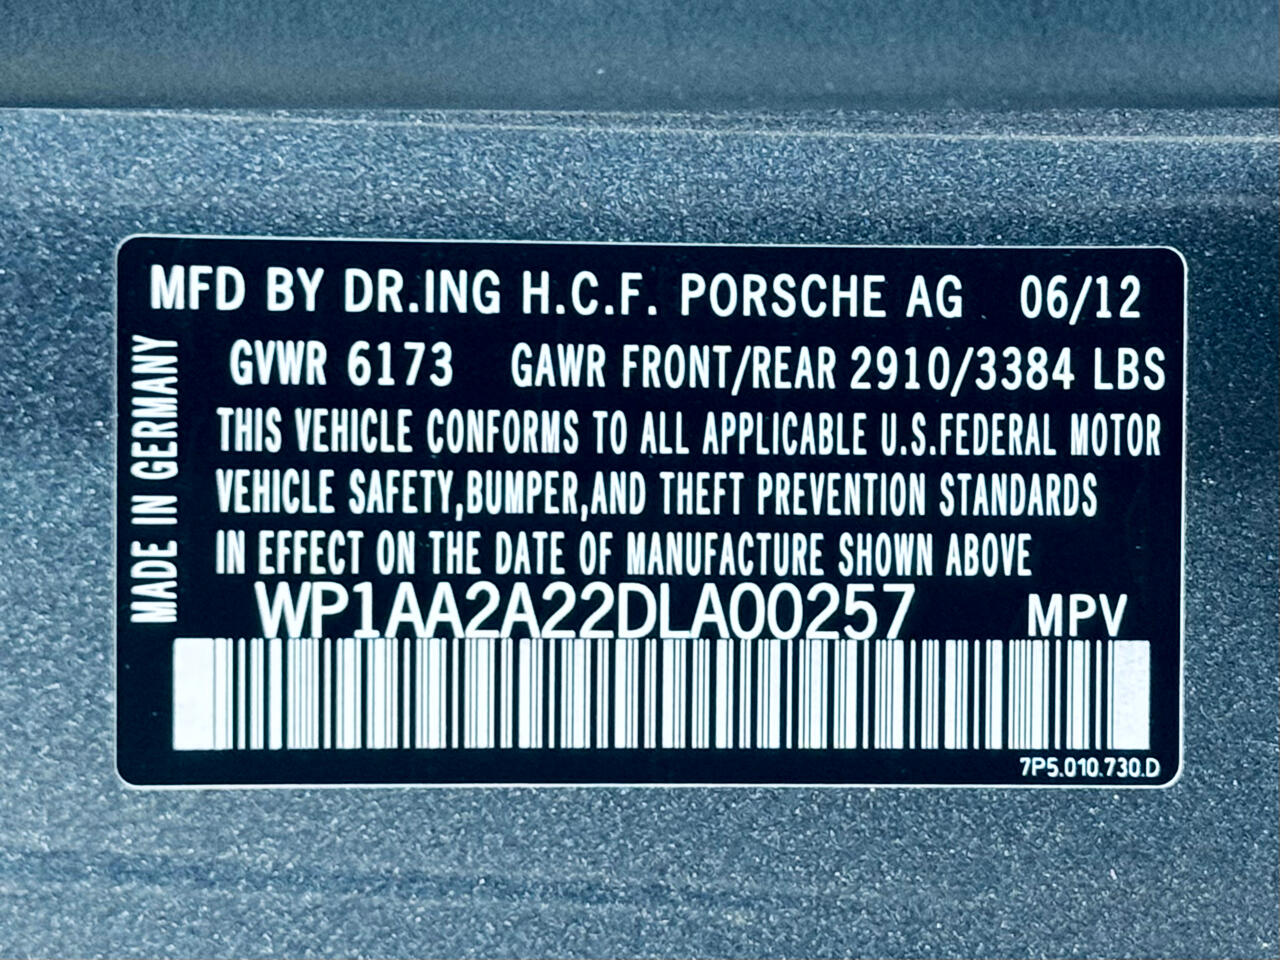 MFD BY DR.ING H.C.F. PORSCHE AG 06/12
GVWR 6173 GAWR FRONT/REAR 2910/3384 LBS
THIS VEHICLE CONFORMS TO ALL APPLICABLE U.S.FEDERAL MOTOR
VEHICLE SAFETY,BUMPER,AND THEFT PREVENTION STANDARDS
IN EFFECT ON THE DATE OF MANUFACTURE SHOWN ABOVE
WP1AA2A22DLA00257 MPV
7P5.010.730.D
MADE IN GERMANY